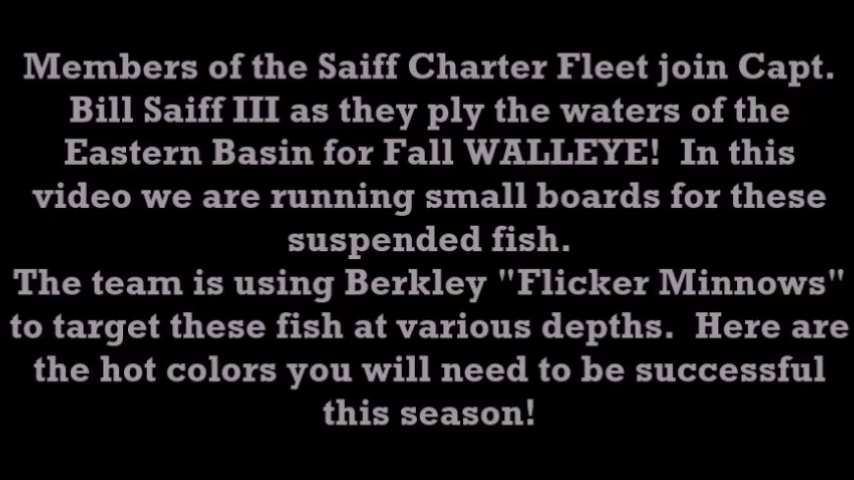 Members of the Saiff Charter Fleet join Capt.
Bill Saiff III as they ply the waters of the
Eastern Basin for Fall WALLEYE!  In this
video we are running small boards for these
suspended fish.
The team is using Berkley "Flicker Minnows"
to target these fish at various depths.  Here are
the hot colors you will need to be successful
this season!